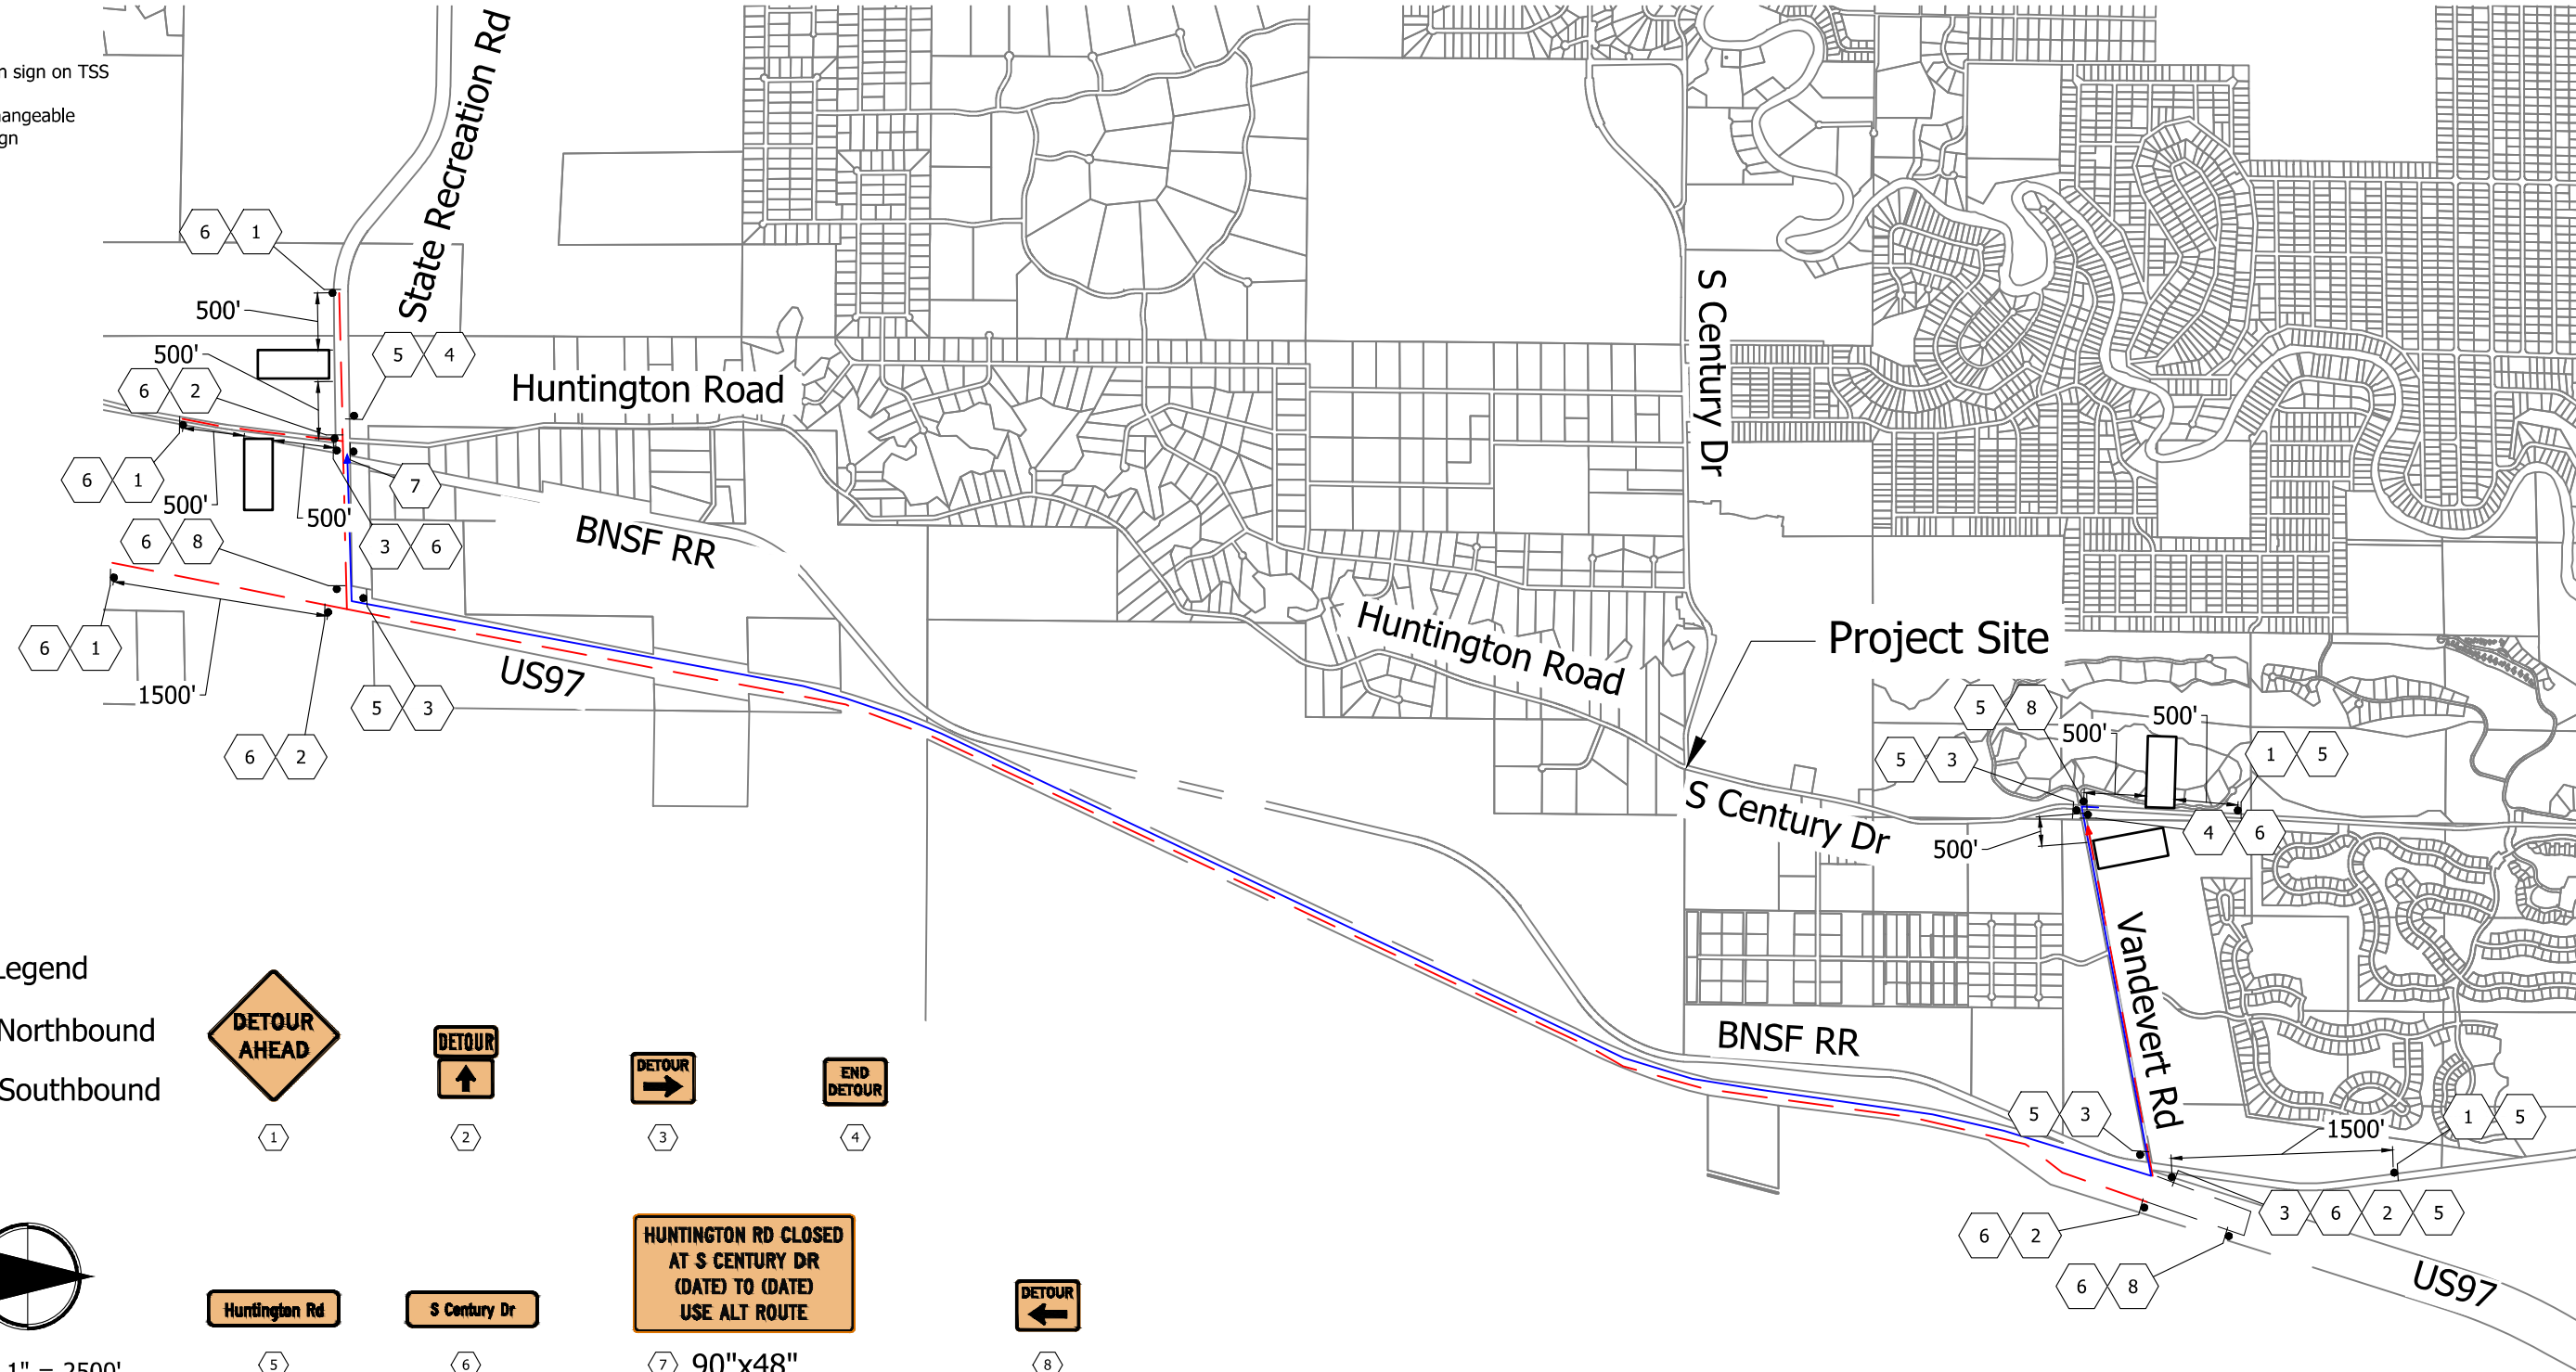 n sign on TSS
angeable
gn
State Recreation Rd
6 1
500'
500'
5 4
6 2
Huntington Road
6 1
500'
500'
7
6 8
3 6
BNSF RR
6 1
1500'
US97
5 3
6 2
S Century Dr
Huntington Road
Project Site
5 8
500'
500'
5 3
1 5
S Century Dr
500'
4 6
Vandevert Rd
BNSF RR
5 3
1500'
1 5
6 2
3 6 2 5
6 8
US97
Legend
Northbound
Southbound
DETOUR
AHEAD
1
DETOUR
2
DETOUR
3
END
DETOUR
4
Huntington Rd
5
S Century Dr
6
HUNTINGTON RD CLOSED
AT S CENTURY DR
(DATE) TO (DATE)
USE ALT ROUTE
7 90"x48"
DETOUR
8
1" = 2500'